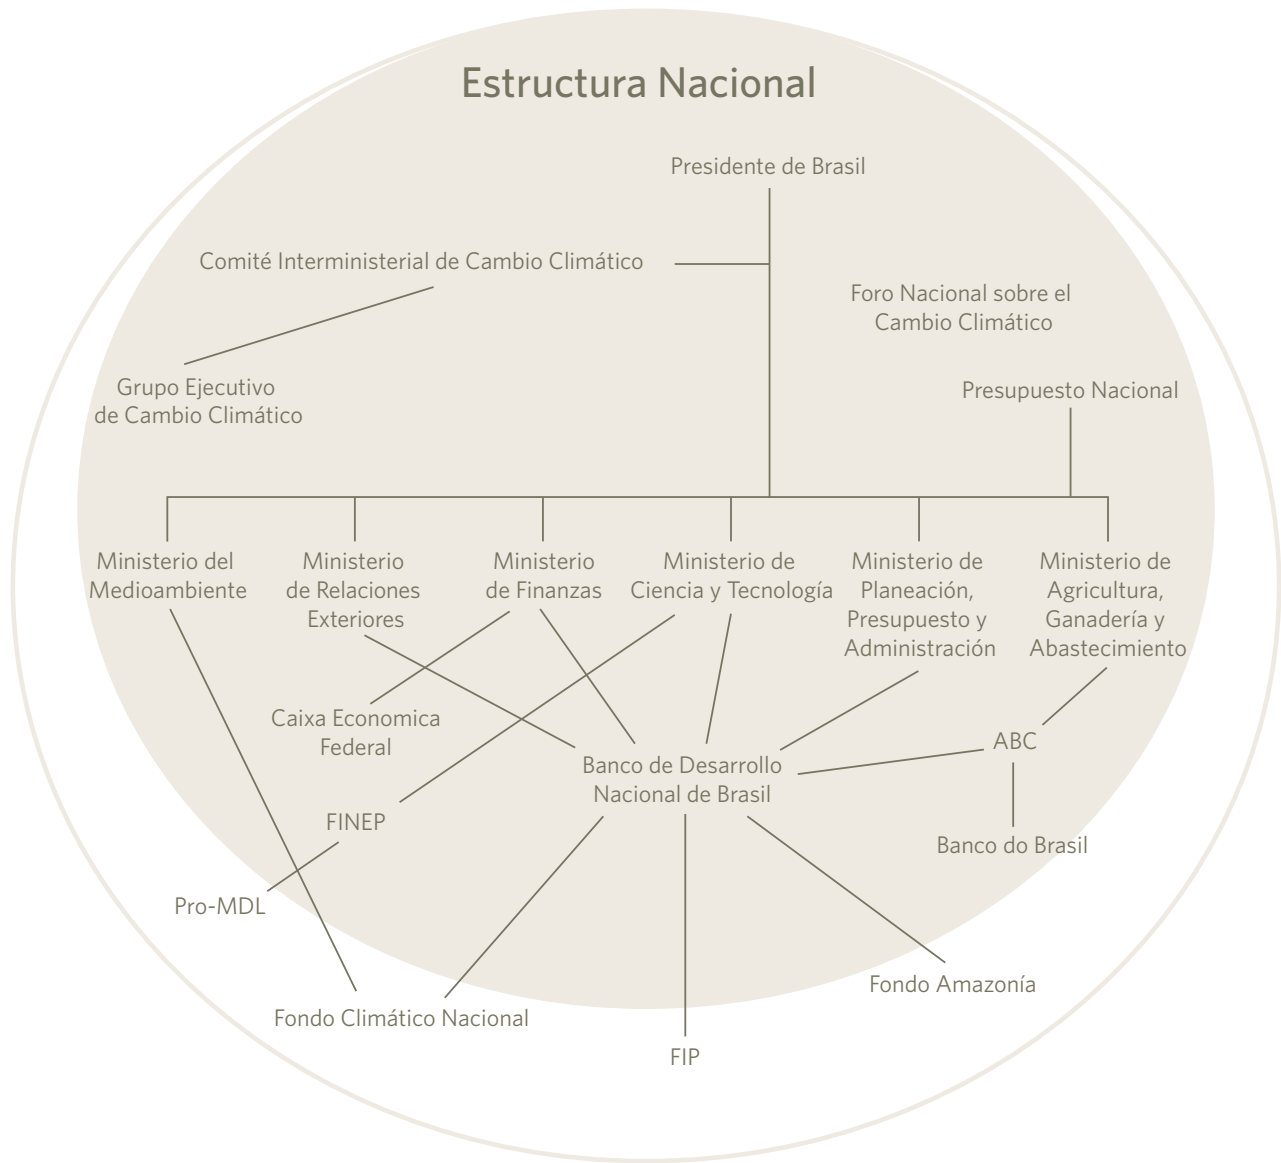 Estructura Nacional
Presidente de Brasil
Comité Interministerial de Cambio Climático
Foro Nacional sobre el
Cambio Climático
Grupo Ejecutivo
de Cambio Climático
Presupuesto Nacional
Ministerio del
Medioambiente
Ministerio
de Relaciones
Exteriores
Ministerio
de Finanzas
Ministerio de
Ciencia y Tecnología
Ministerio de
Planeación,
Presupuesto y
Administración
Ministerio de
Agricultura,
Ganadería y
Abastecimiento
Caixa Economica
Federal
Banco de Desarrollo
Nacional de Brasil
ABC
FINEP
Banco do Brasil
Pro-MDL
Fondo Amazonía
Fondo Climático Nacional
FIP